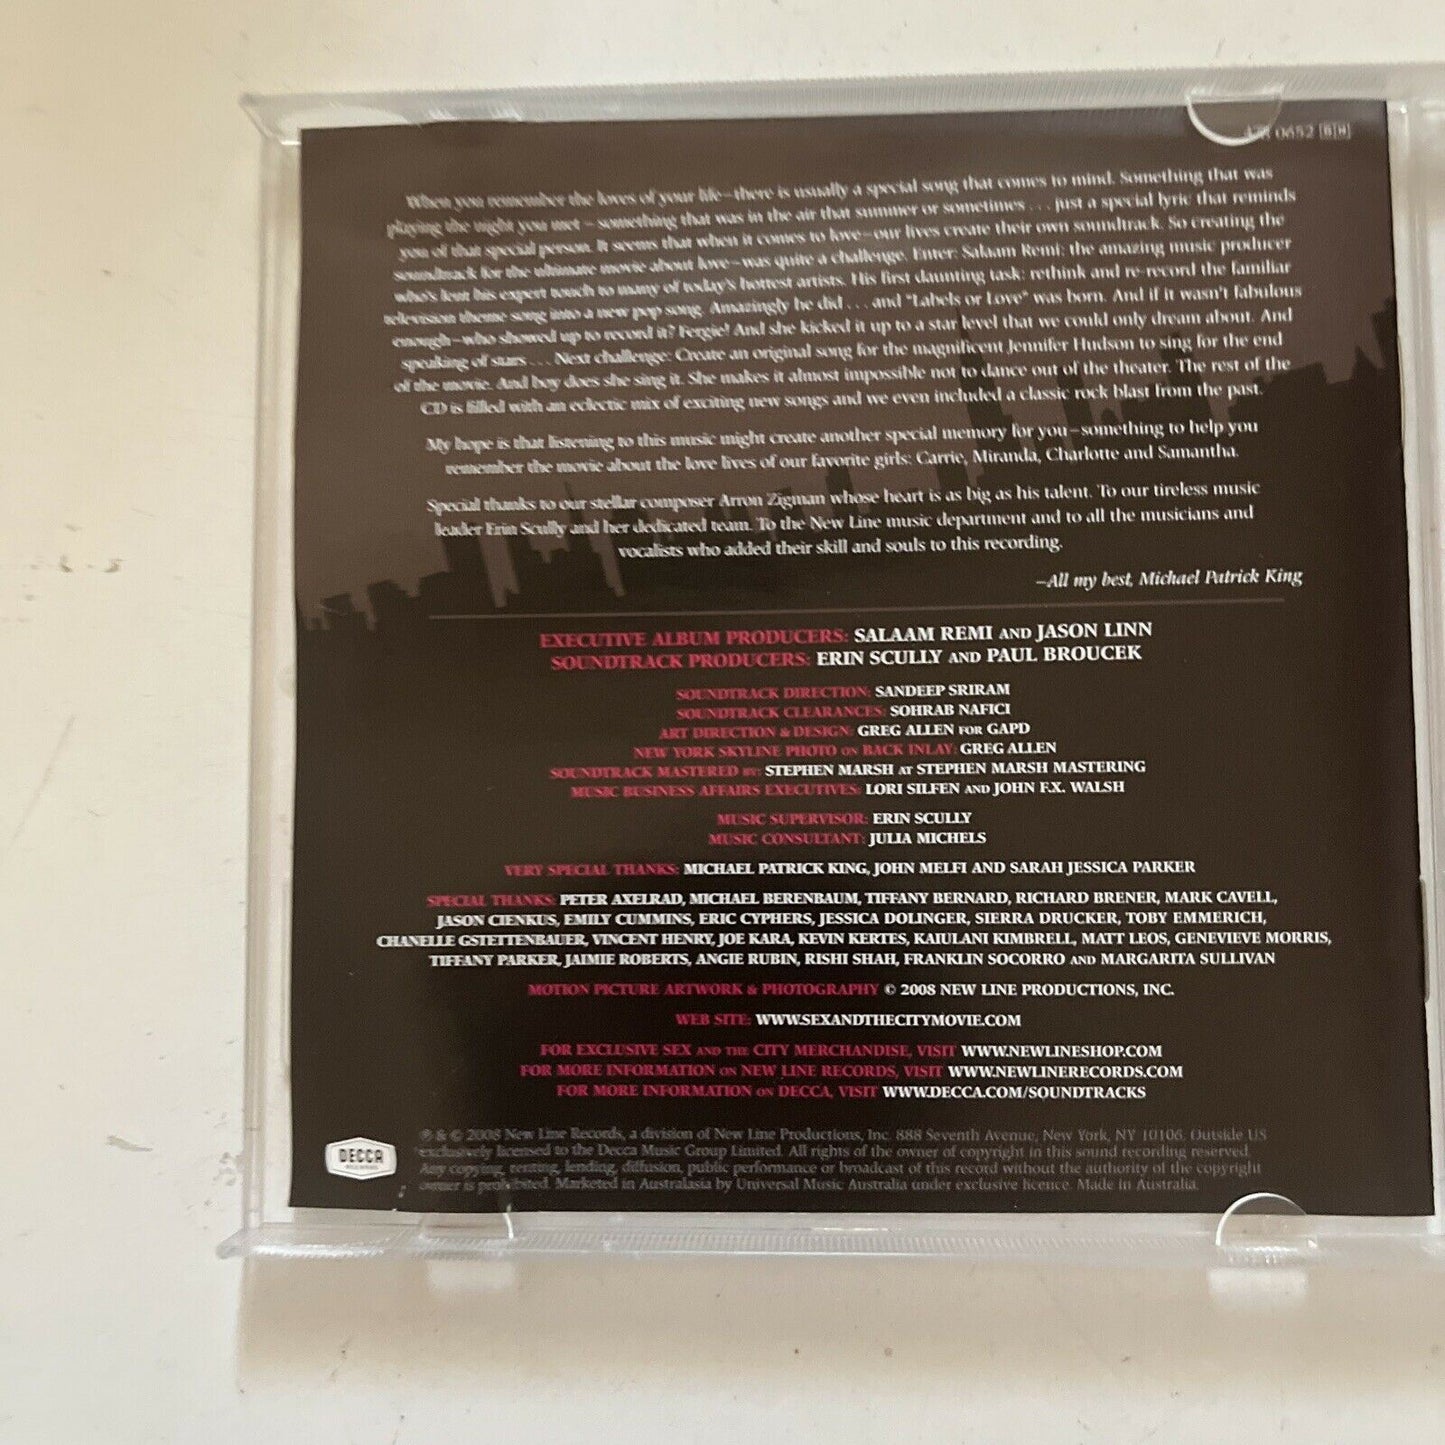 0652 BM
When you remember the loves of your life—there is usually a special song that comes to mind. Something that was
playing the night you met – something that was in the air that summer or sometimes . . . just a special lyric that reminds
you of that special person. It seems that when it comes to love—our lives create their own soundtrack. So creating the
soundtrack for the ultimate movie about love—was quite a challenge. Enter: Salaam Remi; the amazing music producer
who's lent his expert touch to many of today's hottest artists. His first daunting task: rethink and re-record the familiar
television theme song into a new pop song. Amazingly he did . . . and "Labels or Love" was born. And if it wasn't fabulous
enough—who showed up to record it? Fergie! And she kicked it up to a star level that we could only dream about. And
speaking of stars . . . Next challenge: Create an original song for the magnificent Jennifer Hudson to sing for the end
of the movie. And boy does she sing it. She makes it almost impossible not to dance out of the theater. The rest of the
CD is filled with an eclectic mix of exciting new songs and we even included a classic rock blast from the past.
My hope is that listening to this music might create another special memory for you—something to help you
remember the movie about the love lives of our favorite girls: Carrie, Miranda, Charlotte and Samantha.
Special thanks to our stellar composer Arron Zigman whose heart is as big as his talent. To our tireless music
leader Erin Scully and her dedicated team. To the New Line music department and to all the musicians and
vocalists who added their skill and souls to this recording.
–All my best, Michael Patrick King
EXECUTIVE ALBUM PRODUCERS: SALAAM REMI AND JASON LINN
SOUNDTRACK PRODUCERS: ERIN SCULLY AND PAUL BROUCEK
SOUNDTRACK DIRECTION: SANDEEP SRIRAM
SOUNDTRACK CLEARANCES: SOHRAB NAFICI
ART DIRECTION & DESIGN: GREG ALLEN FOR GAPD
NEW YORK SKYLINE PHOTO ON BACK INLAY: GREG ALLEN
SOUNDTRACK MASTERED BY: STEPHEN MARSH AT STEPHEN MARSH MASTERING
MUSIC BUSINESS AFFAIRS EXECUTIVES: LORI SILFEN AND JOHN F.X. WALSH
MUSIC SUPERVISOR: ERIN SCULLY
MUSIC CONSULTANT: JULIA MICHELS
VERY SPECIAL THANKS: MICHAEL PATRICK KING, JOHN MELFI AND SARAH JESSICA PARKER
SPECIAL THANKS: PETER AXELRAD, MICHAEL BERENBAUM, TIFFANY BERNARD, RICHARD BRENER, MARK CAVELL,
JASON CIENKUS, EMILY CUMMINS, ERIC CYPHERS, JESSICA DOLINGER, SIERRA DRUCKER, TOBY EMMERICH,
CHANELLE GSTETTENBAUER, VINCENT HENRY, JOE KARA, KEVIN KERTES, KAIULANI KIMBRELL, MATT LEOS, GENEVIEVE MORRIS,
TIFFANY PARKER, JAIMIE ROBERTS, ANGIE RUBIN, RISHI SHAH, FRANKLIN SOCORRO AND MARGARITA SULLIVAN
MOTION PICTURE ARTWORK & PHOTOGRAPHY © 2008 NEW LINE PRODUCTIONS, INC.
WEB SITE: WWW.SEXANDTHECITYMOVIE.COM
FOR EXCLUSIVE SEX AND THE CITY MERCHANDISE, VISIT WWW.NEWLINESHOP.COM
FOR MORE INFORMATION ON NEW LINE RECORDS, VISIT WWW.NEWLINERECORDS.COM
FOR MORE INFORMATION ON DECCA, VISIT WWW.DECCA.COM/SOUNDTRACKS
℗ & © 2008 New Line Records, a division of New Line Productions, Inc. 888 Seventh Avenue, New York, NY 10106. Outside US
exclusively licensed to the Decca Music Group Limited. All rights of the owner of copyright in this sound recording reserved.
Any copying, renting, lending, diffusion, public performance or broadcast of this record without the authority of the copyright
owner is prohibited. Marketed in Australasia by Universal Music Australia under exclusive licence. Made in Australia.
DECCA